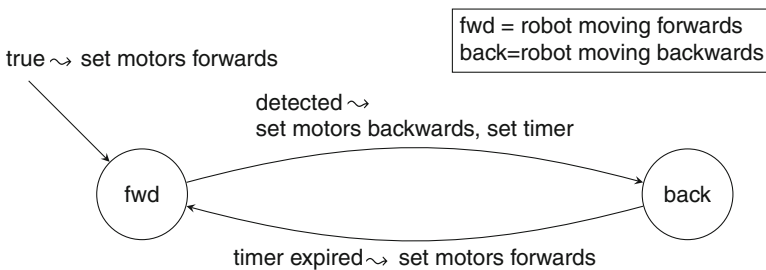 fwd = robot moving forwards
back=robot moving backwards
true ⤳ set motors forwards
detected ⤳
set motors backwards, set timer
fwd
back
timer expired ⤳ set motors forwards